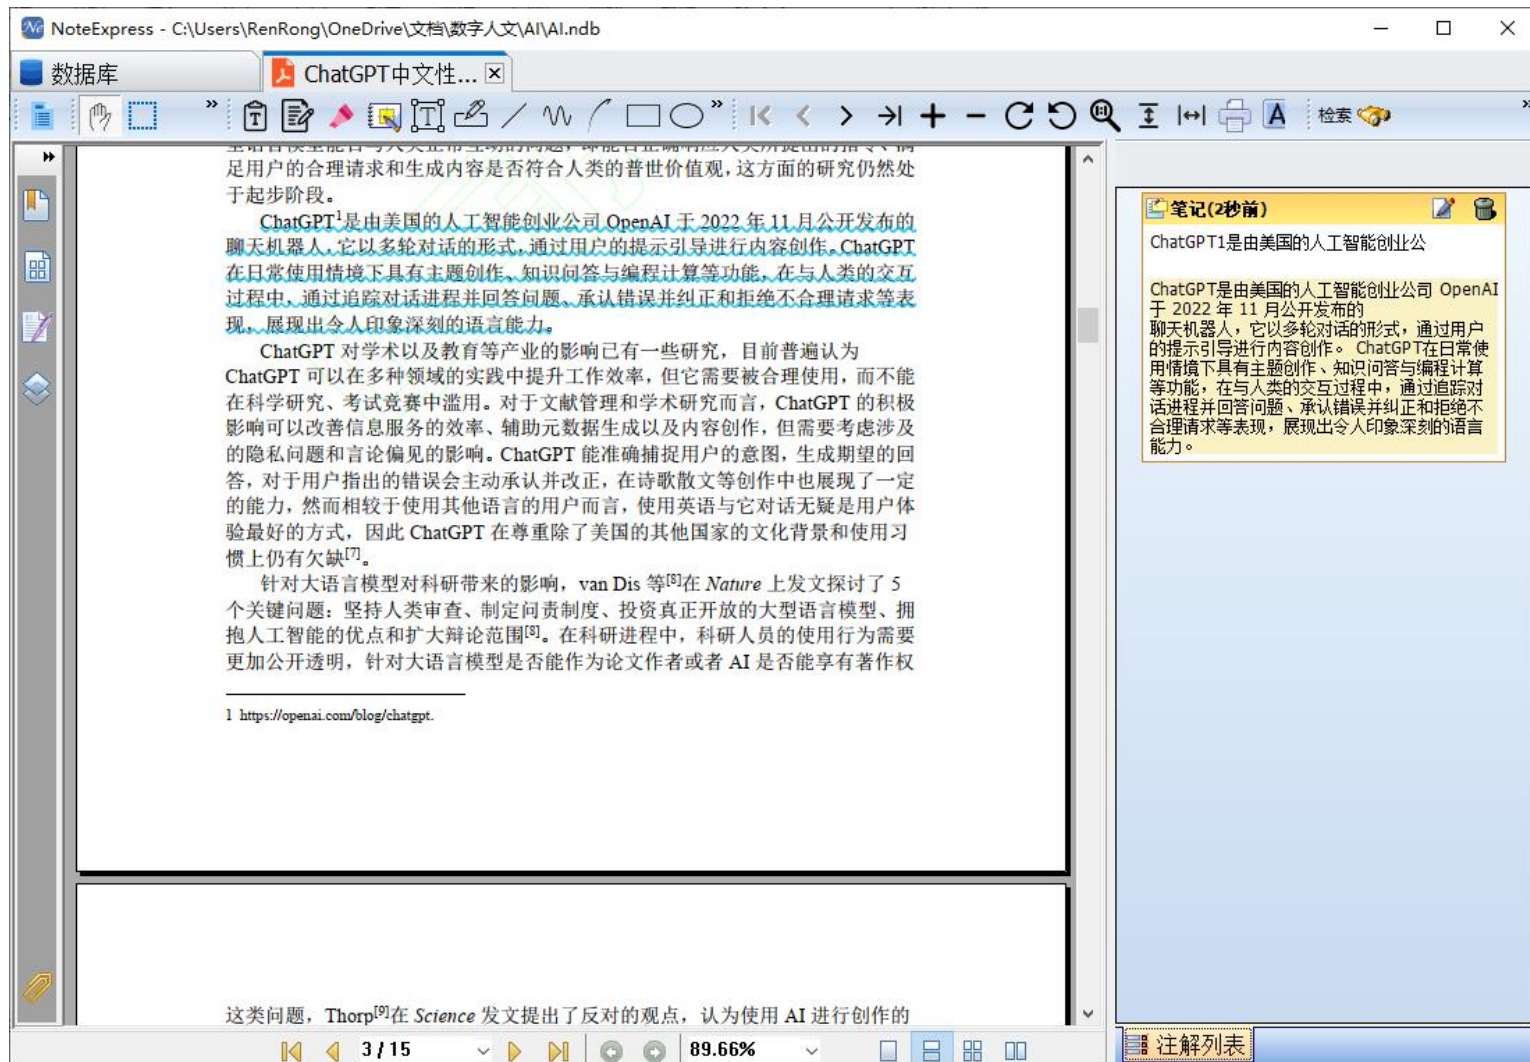 NoteExpress - C:\Users\RenRong\OneDrive\文档\数字人文\AI\AI.ndb
数据库
ChatGPT中文性...
检索
足用户的合理请求和生成内容是否符合人类的普世价值观,这方面的研究仍然处
于起步阶段。
ChatGPT1是由美国的人工智能创业公司 OpenAI 于 2022 年 11 月公开发布的
聊天机器人,它以多轮对话的形式,通过用户的提示引导进行内容创作。ChatGPT
在日常使用情境下具有主题创作、知识问答与编程计算等功能,在与人类的交互
过程中,通过追踪对话进程并回答问题、承认错误并纠正和拒绝不合理请求等表
现,展现出令人印象深刻的语言能力。
ChatGPT 对学术以及教育等产业的影响已有一些研究,目前普遍认为
ChatGPT 可以在多种领域的实践中提升工作效率,但它需要被合理使用,而不能
在科学研究、考试竞赛中滥用。对于文献管理和学术研究而言,ChatGPT 的积极
影响可以改善信息服务的效率、辅助元数据生成以及内容创作,但需要考虑涉及
的隐私问题和言论偏见的影响。ChatGPT 能准确捕捉用户的意图,生成期望的回
答,对于用户指出的错误会主动承认并改正,在诗歌散文等创作中也展现了一定
的能力,然而相较于使用其他语言的用户而言,使用英语与它对话无疑是用户体
验最好的方式,因此 ChatGPT 在尊重除了美国的其他国家的文化背景和使用习
惯上仍有欠缺[7]。
针对大语言模型对科研带来的影响,van Dis 等[8]在 Nature 上发文探讨了 5
个关键问题:坚持人类审查、制定问责制度、投资真正开放的大型语言模型、拥
抱人工智能的优点和扩大辩论范围[8]。在科研进程中,科研人员的使用行为需要
更加公开透明,针对大语言模型是否能作为论文作者或者 AI 是否能享有著作权
1 https://openai.com/blog/chatgpt.
这类问题,Thorp[9]在 Science 发文提出了反对的观点,认为使用 AI 进行创作的
3 / 15
89.66%
笔记(2秒前)
ChatGPT1是由美国的人工智能创业公
ChatGPT是由美国的人工智能创业公司 OpenAI
于 2022 年 11 月公开发布的
聊天机器人,它以多轮对话的形式,通过用户
的提示引导进行内容创作。 ChatGPT在日常使
用情境下具有主题创作、知识问答与编程计算
等功能,在与人类的交互过程中,通过追踪对
话进程并回答问题、承认错误并纠正和拒绝不
合理请求等表现,展现出令人印象深刻的语言
能力。
注解列表